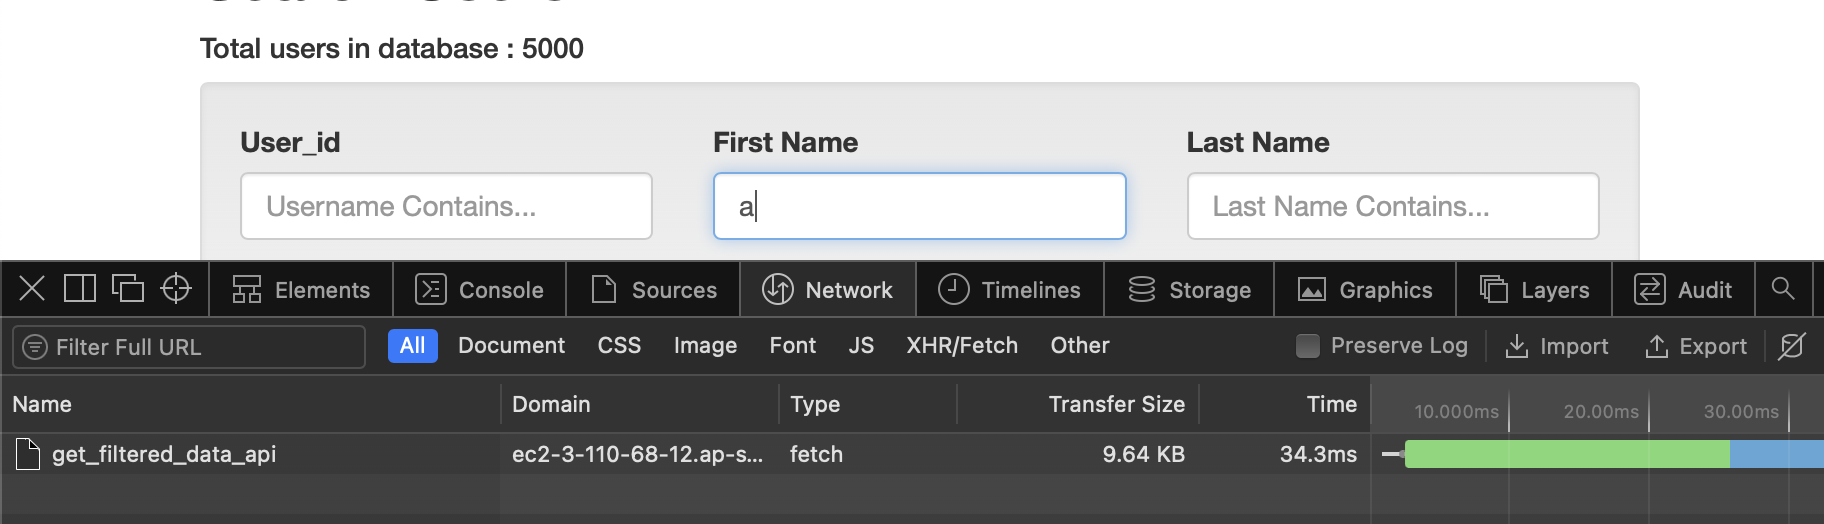 Total users in database : 5000
User_id First Name Last Name
Username Contains... a Last Name Contains...
Elements Console Sources Network Timelines Storage Graphics Layers Audit
Filter Full URL All Document CSS Image Font JS XHR/Fetch Other Preserve Log Import Export
Name Domain Type Transfer Size Time 10.000ms 20.00ms 30.00ms
get_filtered_data_api ec2-3-110-68-12.ap-s... fetch 9.64 KB 34.3ms